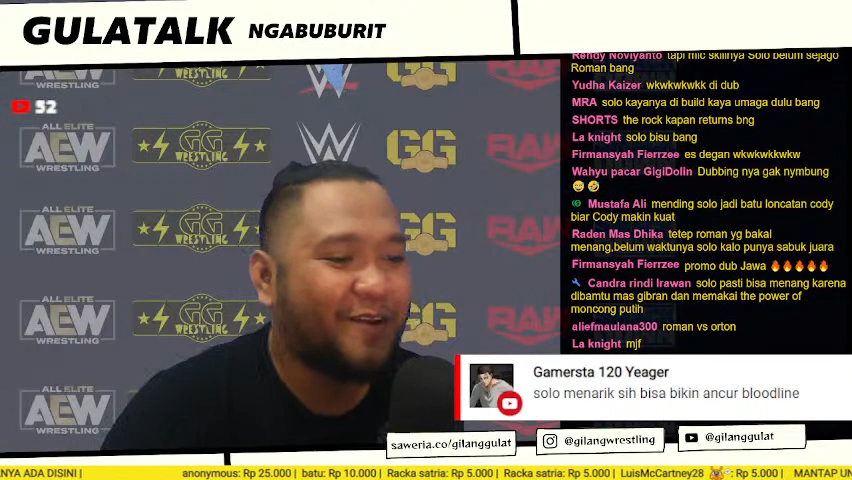 GULATALK NGABUBURIT
52
ALL ELITE
AEW
WRESTLING
GG
WRESTLING
W
GG
WRESTLING
RAW
Rendy Noviyanto tapi mic skillnya Solo belum sejago
Roman bang
Yudha Kaizer wkwkwkwkk di dub
MRA solo kayanya di build kaya umaga dulu bang
SHORTS the rock kapan returns bng
La knight solo bisu bang
Firmansyah Fierrzee es degan wkwkwkkwkw
Wahyu pacar GigiDolin Dubbing nya gak nymbung
😅 🤣
Mustafa Ali mending solo jadi batu loncatan cody
biar Cody makin kuat
Raden Mas Dhika tetep roman yg bakal
menang,belum waktunya solo kalo punya sabuk juara
Firmansyah Fierrzee promo dub Jawa 🔥🔥🔥🔥🔥
Candra rindi Irawan solo pasti bisa menang karena
dibamtu mas gibran dan memakai the power of
moncong putih
aliefmaulana300 roman vs orton
La knight mjf
Gamersta 120 Yeager
solo menarik sih bisa bikin ancur bloodline
saweria.co/gilanggulat
@gilangwrestling
@gilanggulat
NYA ADA DISINI | anonymous: Rp 25.000 | batu: Rp 10.000 | Racka satria: Rp 5.000 | Racka satria: Rp 5.000 | LuisMcCartney28 : Rp 5.000 | MANTAP UN